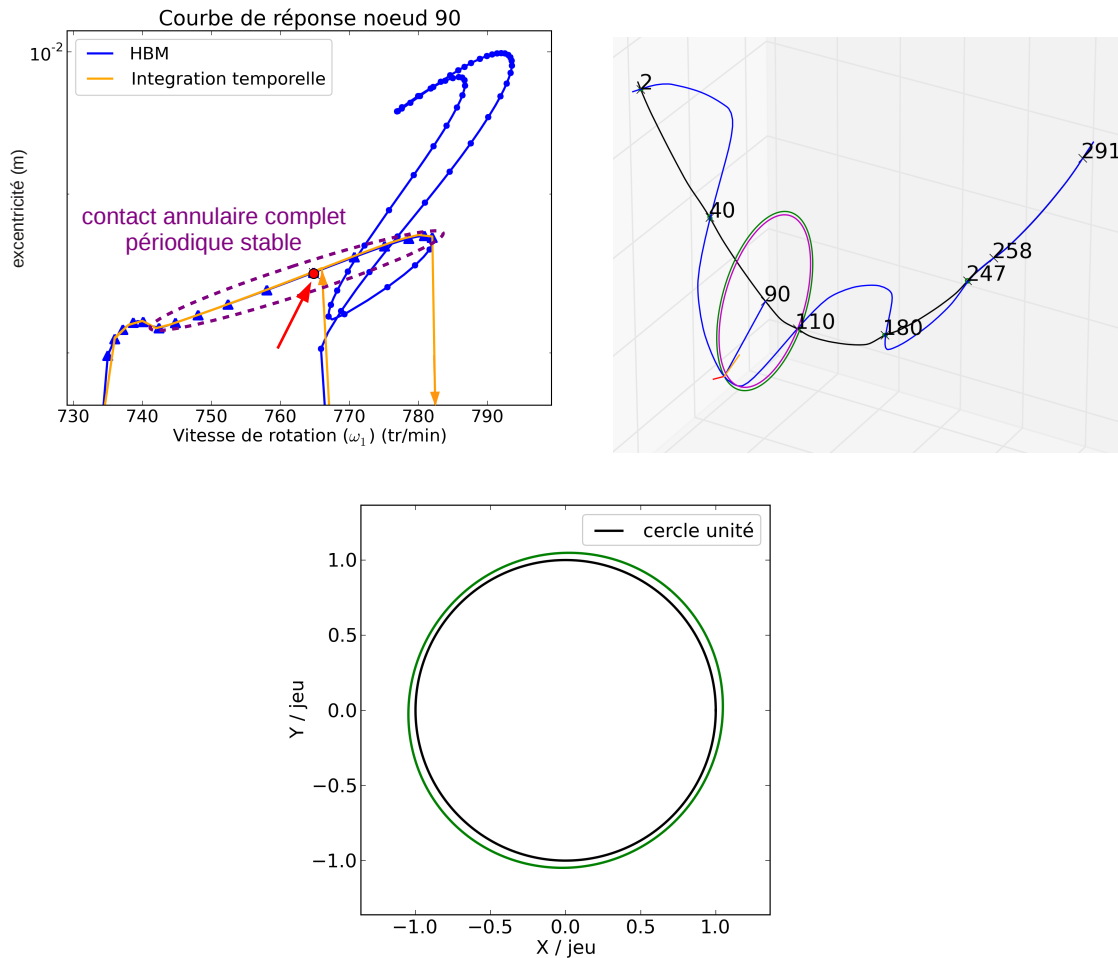 Courbe de réponse noeud 90
HBM
Integration temporelle
10⁻²
excentricité (m)
contact annulaire complet
périodique stable
730 740 750 760 770 780 790
Vitesse de rotation (ω₁) (tr/min)
2
40
90
110
180
247
258
291
cercle unité
1.0
0.5
0.0
−0.5
−1.0
Y / jeu
−1.0 −0.5 0.0 0.5 1.0
X / jeu